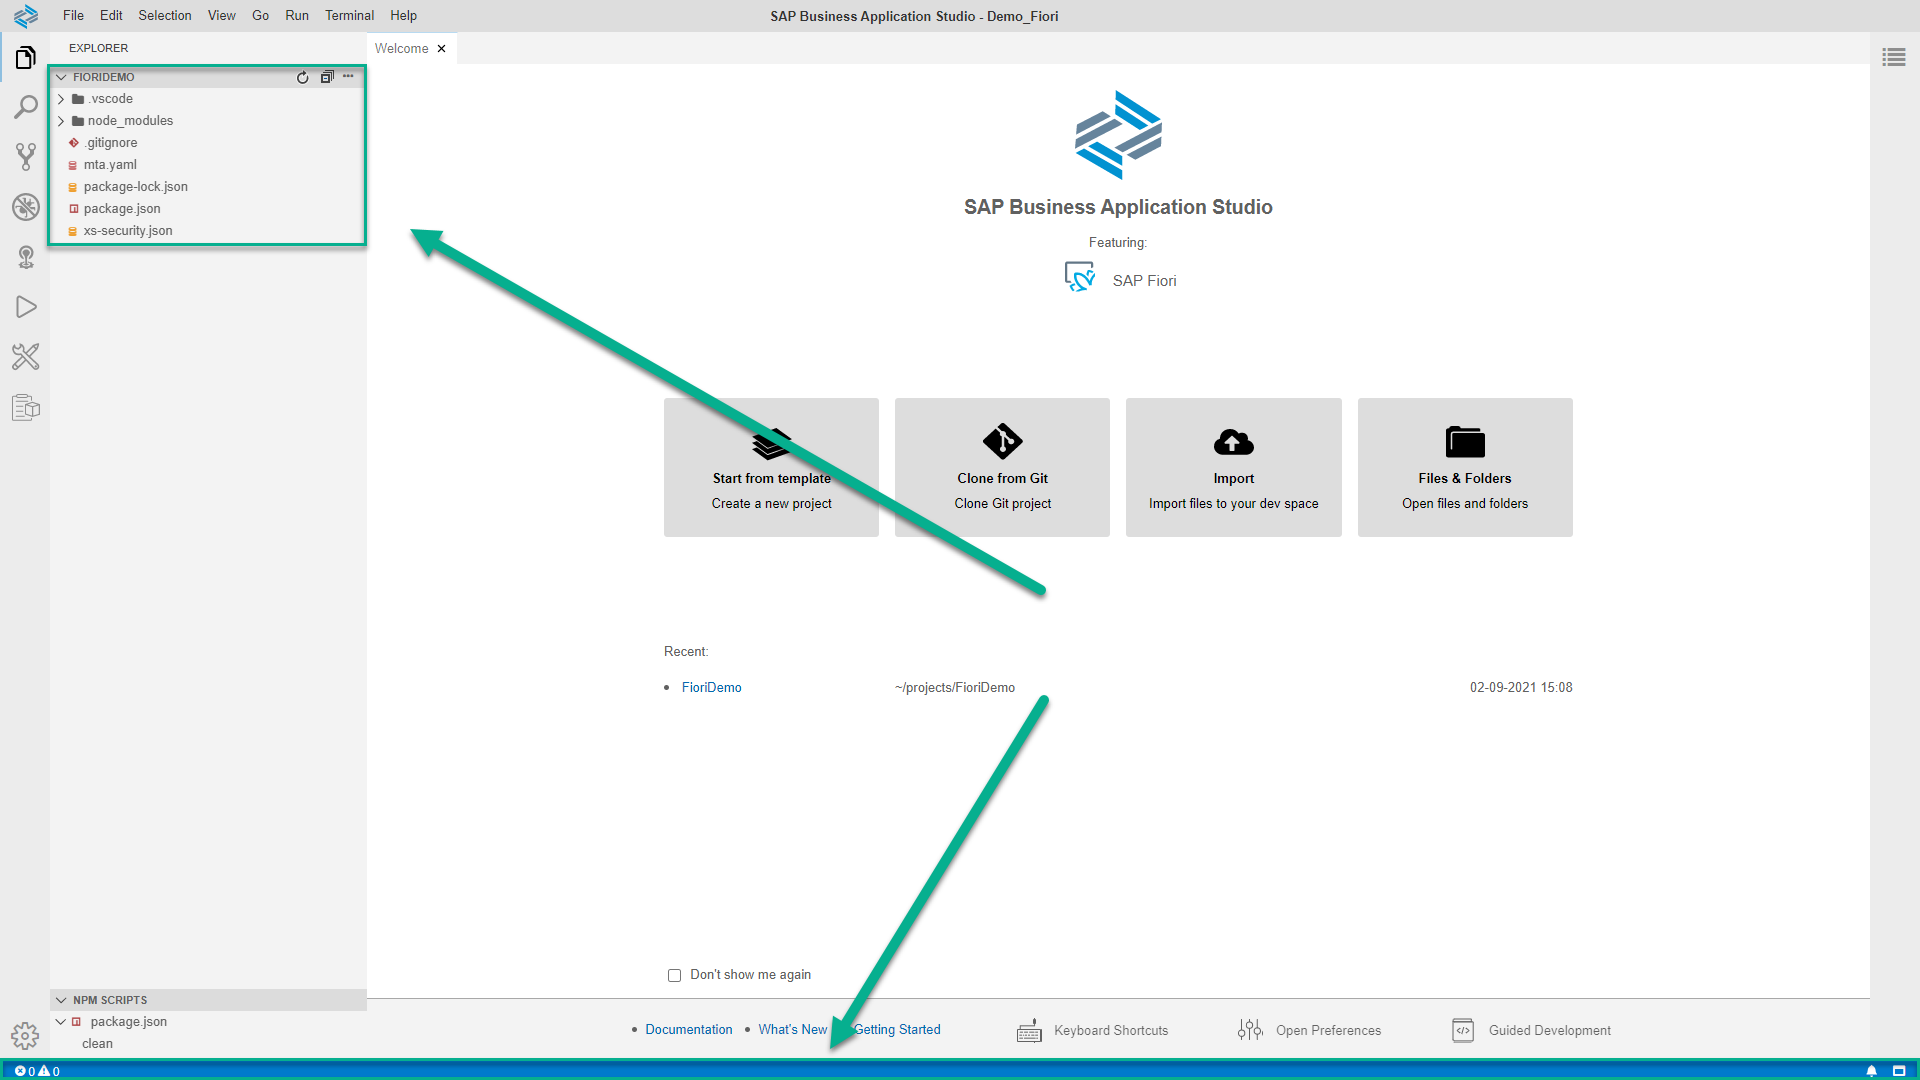 File Edit Selection View Go Run Terminal Help
SAP Business Application Studio - Demo_Fiori
EXPLORER
Welcome
FIORIDEMO
.vscode
node_modules
.gitignore
mta.yaml
package-lock.json
package.json
xs-security.json
SAP Business Application Studio
Featuring:
SAP Fiori
Start from template
Create a new project
Clone from Git
Clone Git project
Import
Import files to your dev space
Files & Folders
Open files and folders
Recent:
FioriDemo ~/projects/FioriDemo 02-09-2021 15:08
Don't show me again
NPM SCRIPTS
package.json
clean
Documentation What's New Getting Started Keyboard Shortcuts Open Preferences Guided Development
0 0